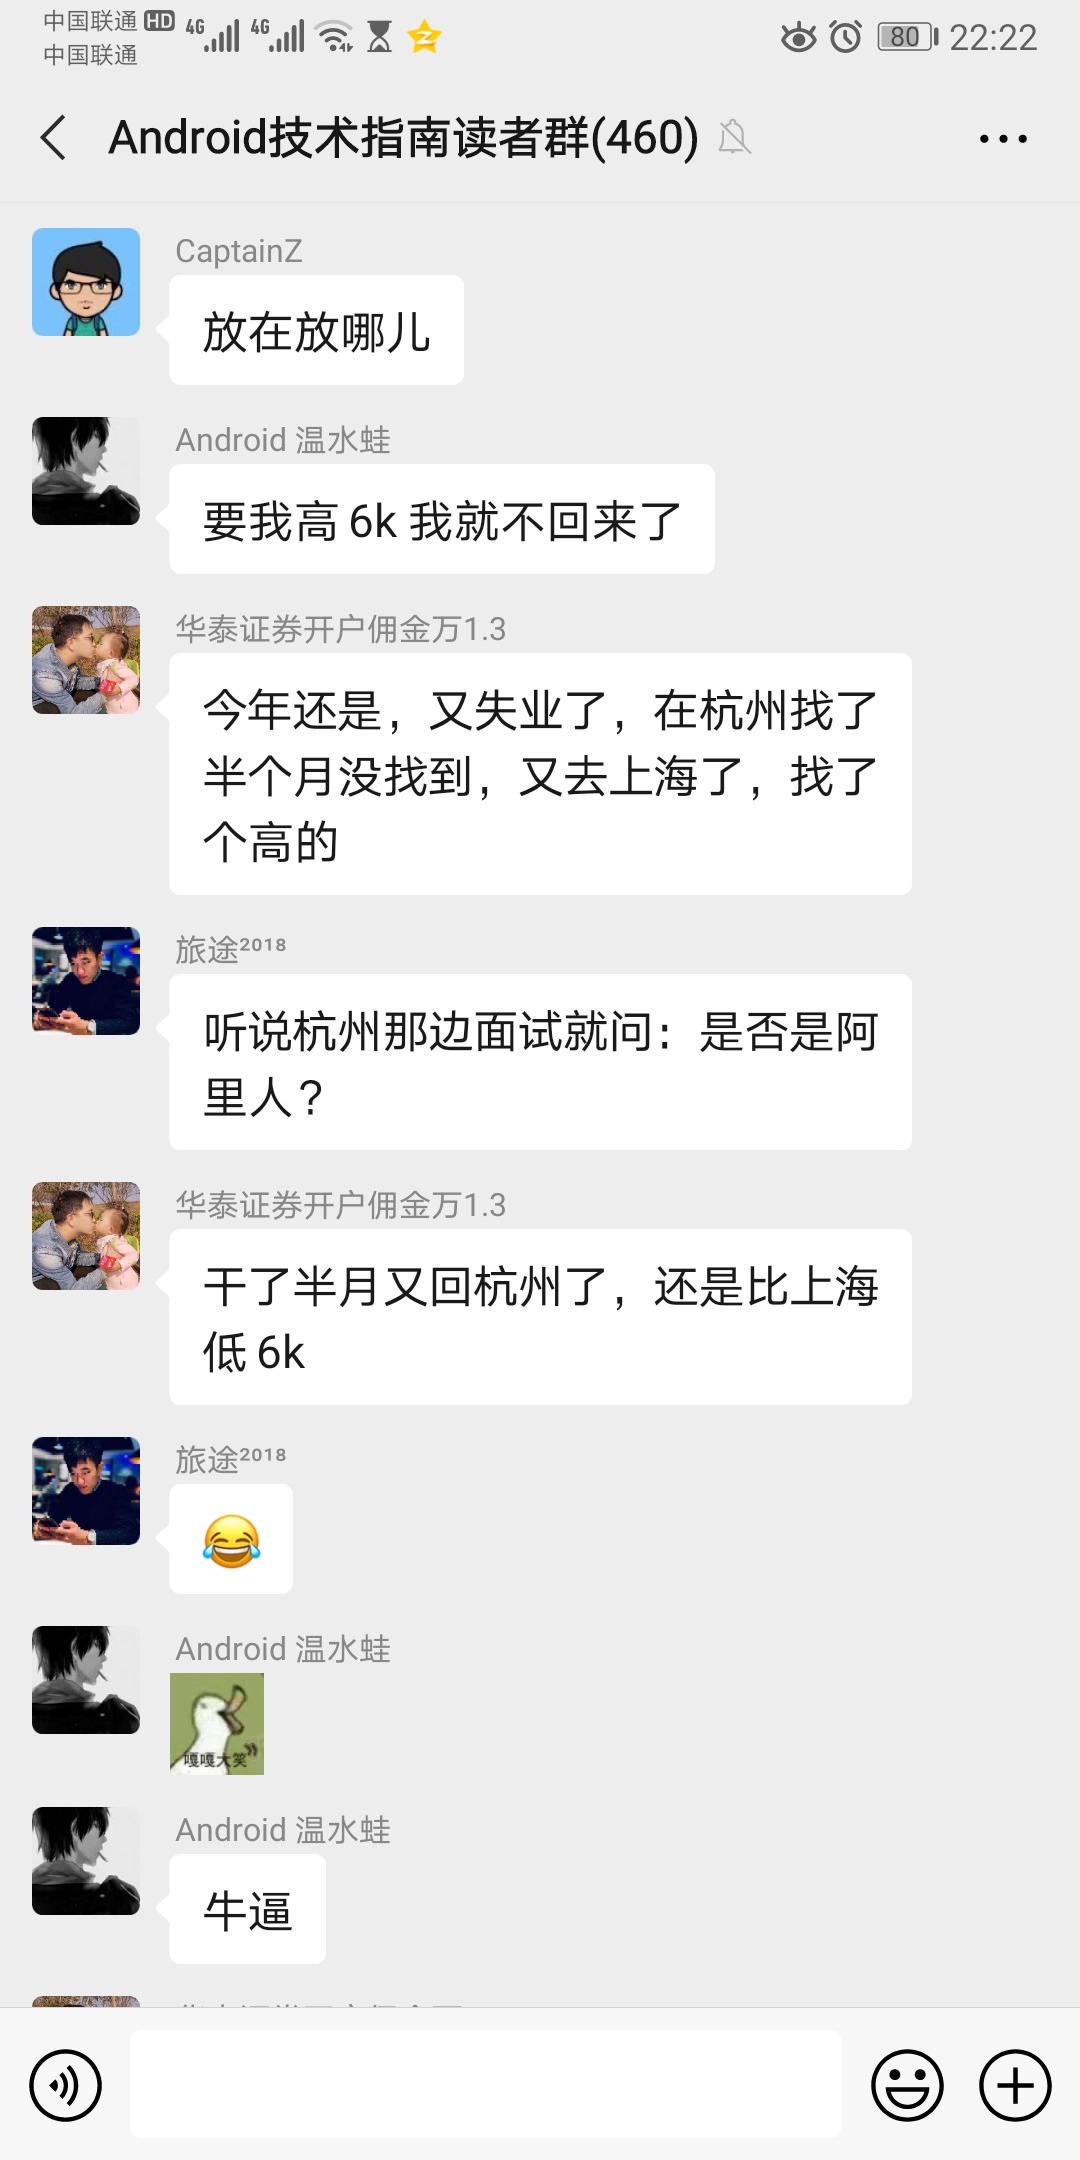 中国联通 HD 4G 4G 80 22:22
中国联通
Android技术指南读者群(460)
CaptainZ
放在放哪儿
Android 温水蛙
要我高 6k 我就不回来了
华泰证券开户佣金万1.3
今年还是，又失业了，在杭州找了
半个月没找到，又去上海了，找了
个高的
旅途²⁰¹⁸
听说杭州那边面试就问：是否是阿
里人？
华泰证券开户佣金万1.3
干了半月又回杭州了，还是比上海
低 6k
旅途²⁰¹⁸
😂
Android 温水蛙
嘎嘎大笑
Android 温水蛙
牛逼